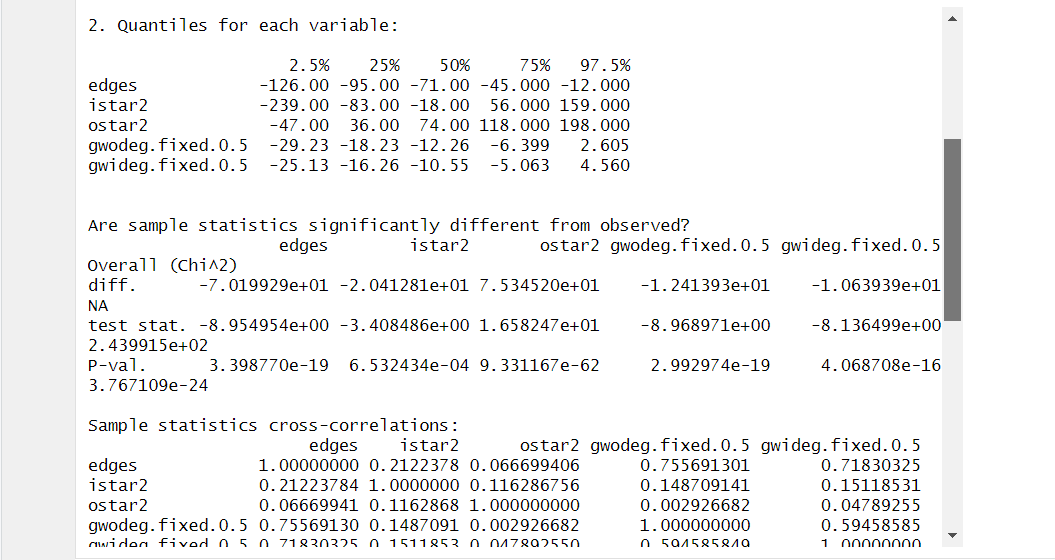 2. Quantiles for each variable:
2.5% 25% 50% 75% 97.5%
edges -126.00 -95.00 -71.00 -45.000 -12.000
istar2 -239.00 -83.00 -18.00 56.000 159.000
ostar2 -47.00 36.00 74.00 118.000 198.000
gwodeg.fixed.0.5 -29.23 -18.23 -12.26 -6.399 2.605
gwideg.fixed.0.5 -25.13 -16.26 -10.55 -5.063 4.560
Are sample statistics significantly different from observed?
edges istar2 ostar2 gwodeg.fixed.0.5 gwideg.fixed.0.5
Overall (Chi^2)
diff. -7.019929e+01 -2.041281e+01 7.534520e+01 -1.241393e+01 -1.063939e+01
NA
test stat. -8.954954e+00 -3.408486e+00 1.658247e+01 -8.968971e+00 -8.136499e+00
2.439915e+02
P-val. 3.398770e-19 6.532434e-04 9.331167e-62 2.992974e-19 4.068708e-16
3.767109e-24
Sample statistics cross-correlations:
edges istar2 ostar2 gwodeg.fixed.0.5 gwideg.fixed.0.5
edges 1.00000000 0.2122378 0.066699406 0.755691301 0.71830325
istar2 0.21223784 1.0000000 0.116286756 0.148709141 0.15118531
ostar2 0.06669941 0.1162868 1.000000000 0.002926682 0.04789255
gwodeg.fixed.0.5 0.75569130 0.1487091 0.002926682 1.000000000 0.59458585
gwideg.fixed.0.5 0.71830325 0.1511853 0.047892550 0.594585849 1.00000000